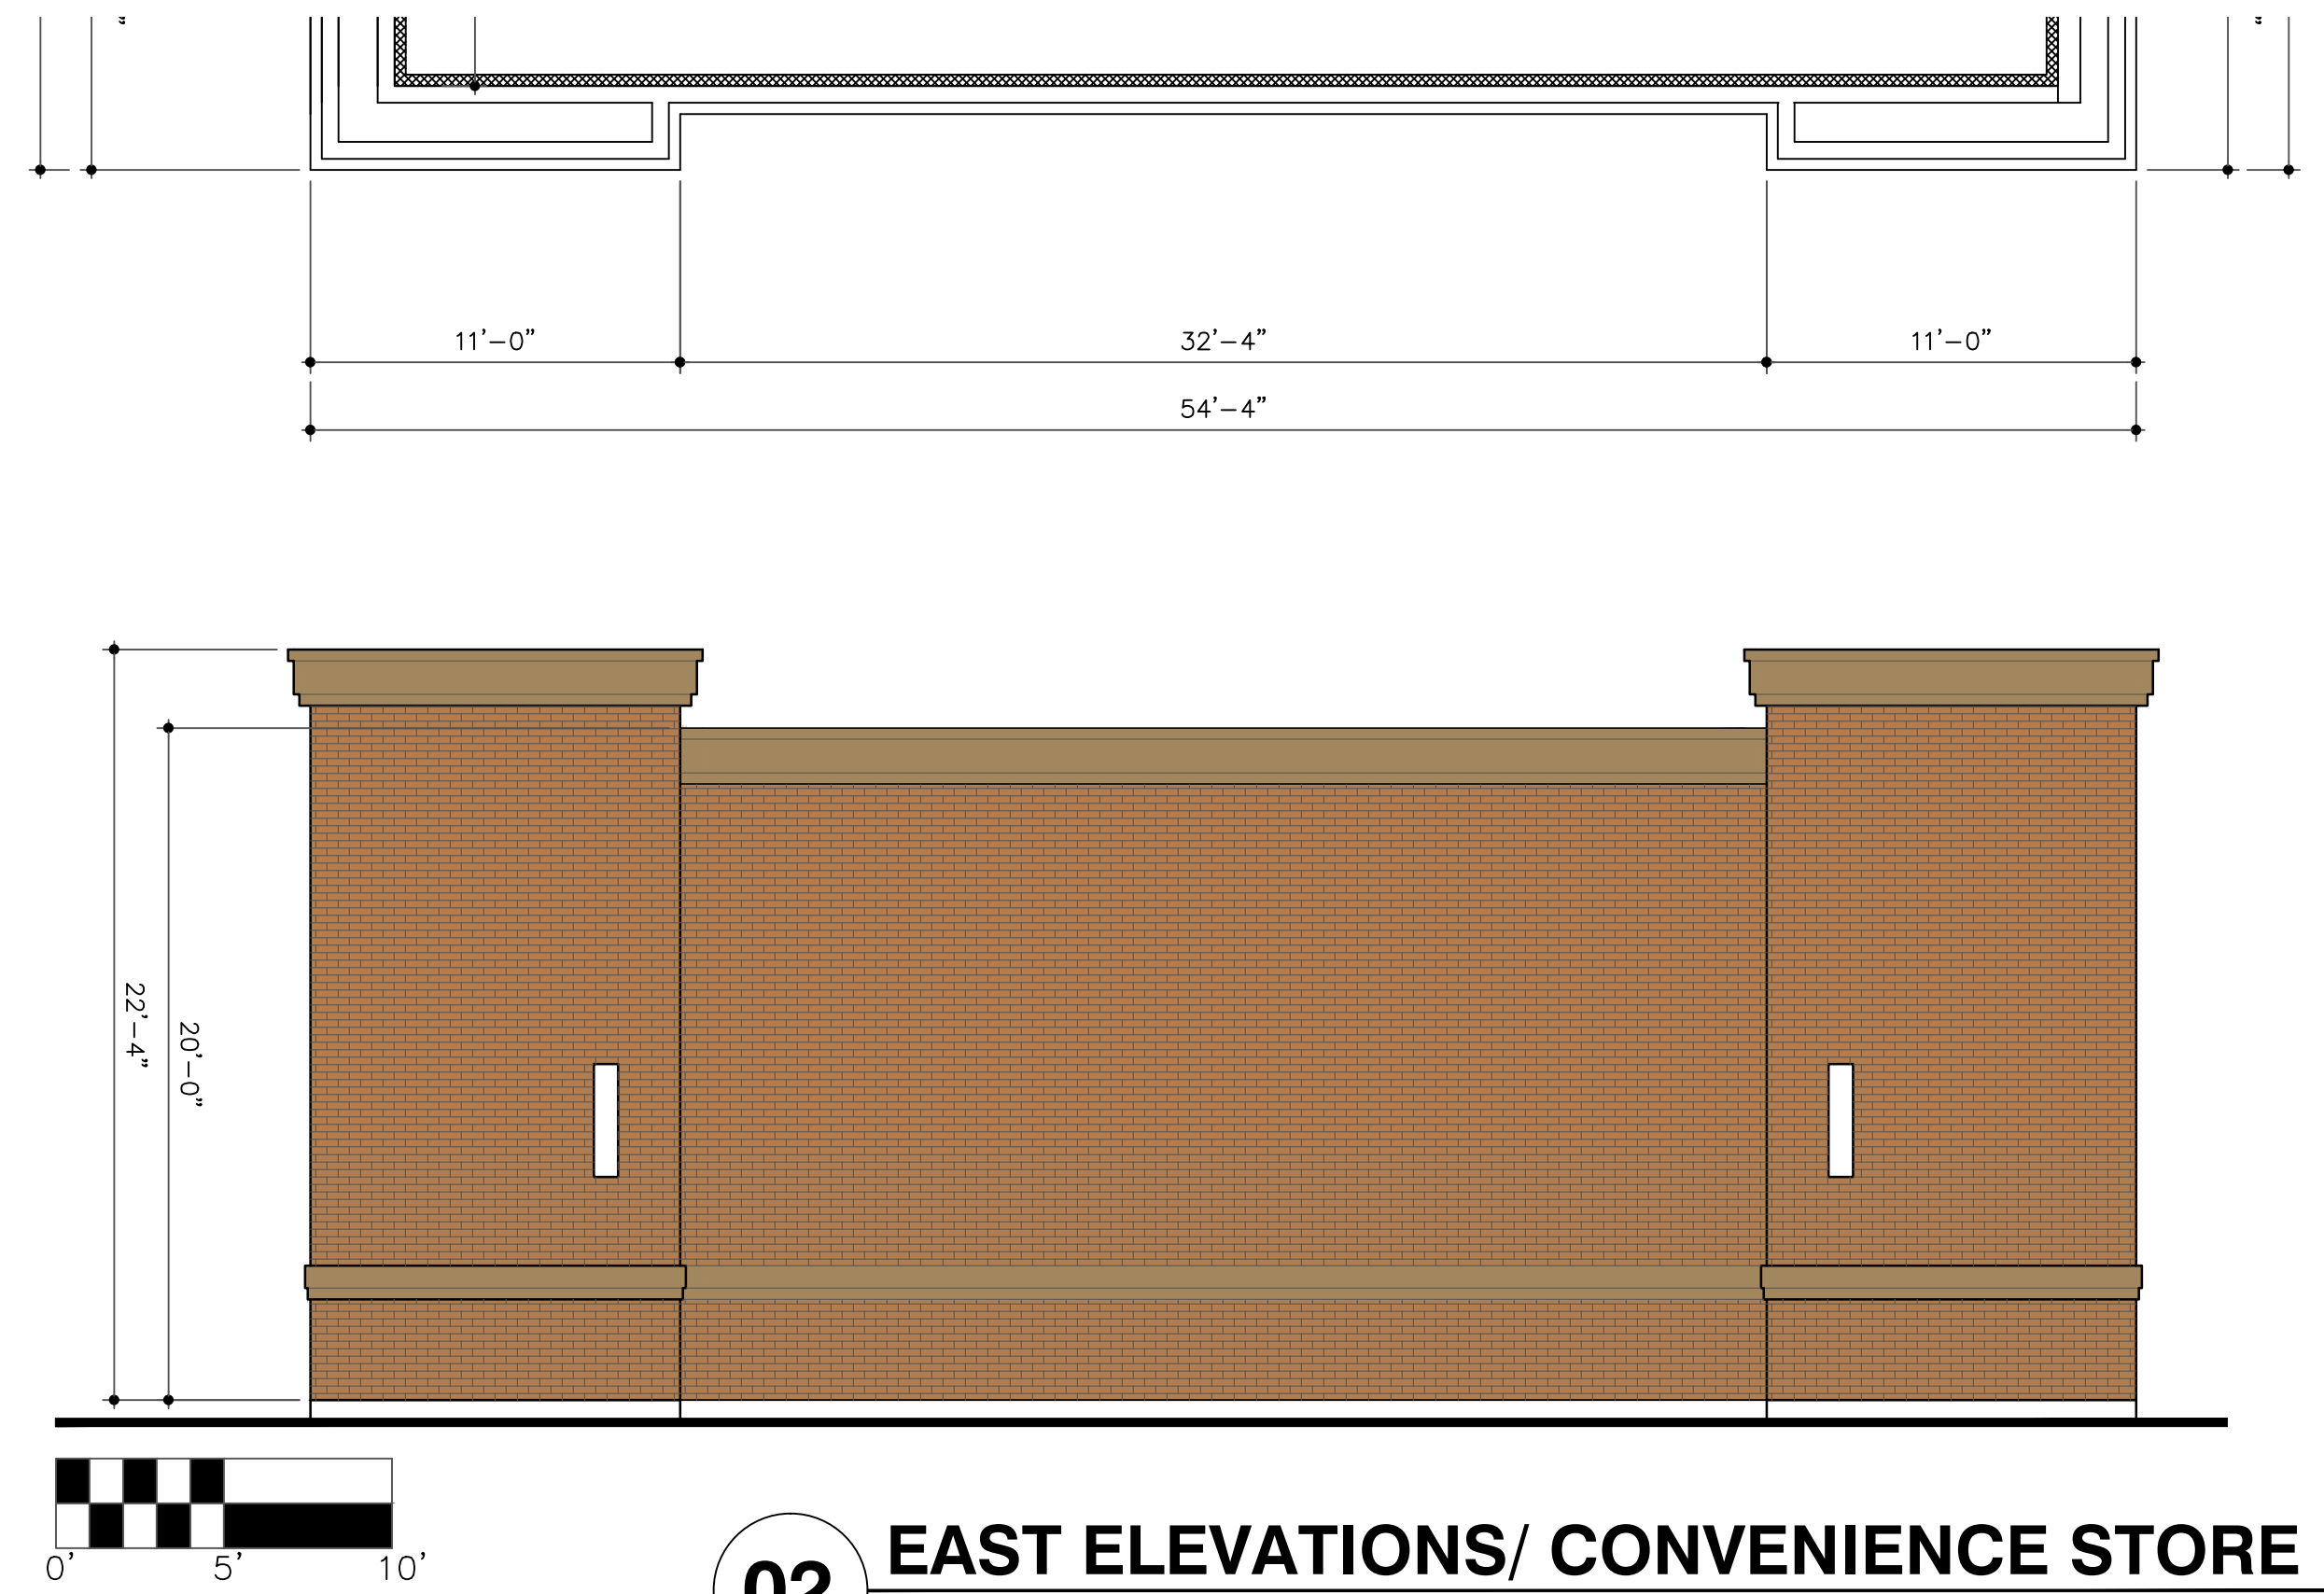 11'-0" 32'-4" 11'-0"
54'-4"
22'-4"
20'-0"
0' 5' 10'
02 EAST ELEVATIONS/ CONVENIENCE STORE